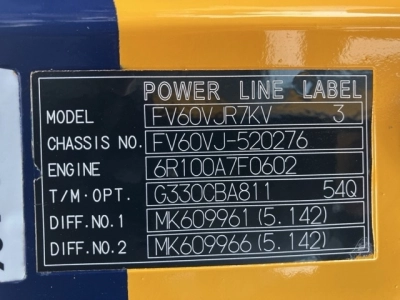 POWER LINE LABEL
MODEL FV60VJR7KV 3
CHASSIS NO. FV60VJ-520276
ENGINE 6R100A7F0602
T/M·OPT. G330CBA811 54Q
DIFF.NO.1 MK609961(5.142)
DIFF.NO.2 MK609966(5.142)